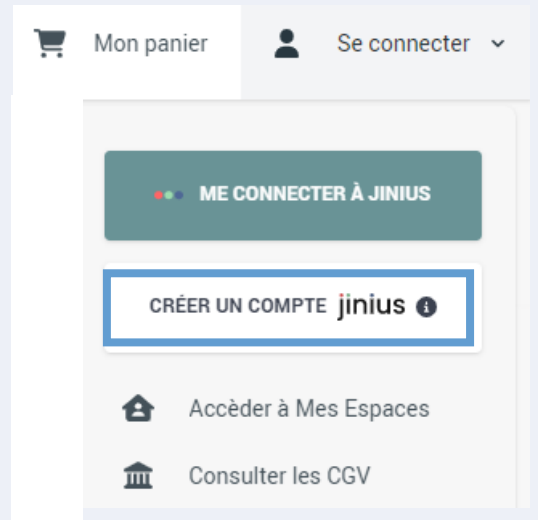 Mon panier Se connecter
ME CONNECTER À JINIUS
CRÉER UN COMPTE jinius
Accèder à Mes Espaces
Consulter les CGV